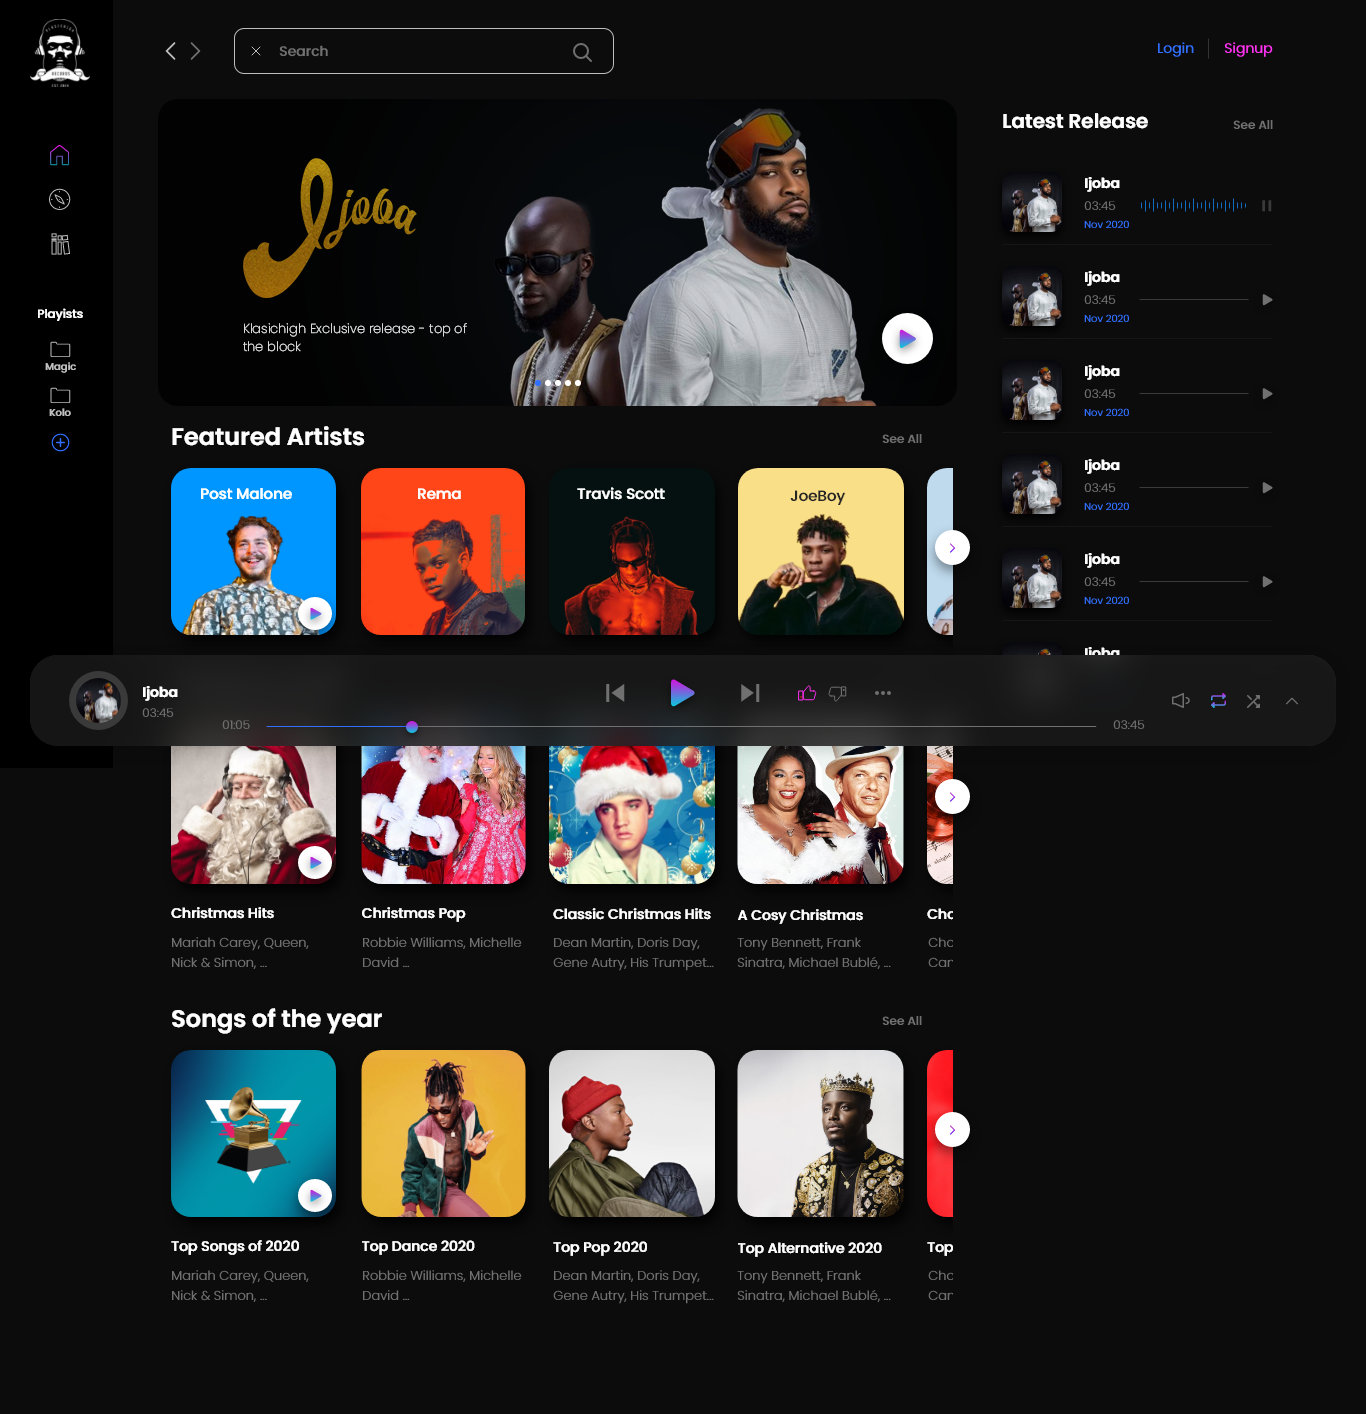 RECORDS
Playists
Magic
Kolo
Search
Login
Signup
Ijoba
Klasichigh Exclusive release - top of
the block
Latest Release
See All
Ijoba
03:45
Nov 2020
Ijoba
03:45
Nov 2020
Ijoba
03:45
Nov 2020
Ijoba
03:45
Nov 2020
Ijoba
03:45
Nov 2020
Ijoba
Featured Artists
See All
Post Malone
Rema
Travis Scott
JoeBoy
Ijoba
03:45
01:05
03:45
Christmas Hits
Mariah Carey, Queen,
Nick & Simon, ...
Christmas Pop
Robbie Williams, Michelle
David ...
Classic Christmas Hits
Dean Martin, Doris Day,
Gene Autry, His Trumpet...
A Cosy Christmas
Tony Bennett, Frank
Sinatra, Michael Bublé, ...
Chc
Chc
Car
Songs of the year
See All
Top Songs of 2020
Mariah Carey, Queen,
Nick & Simon, ...
Top Dance 2020
Robbie Williams, Michelle
David ...
Top Pop 2020
Dean Martin, Doris Day,
Gene Autry, His Trumpet...
Top Alternative 2020
Tony Bennett, Frank
Sinatra, Michael Bublé, ...
Top
Chc
Car